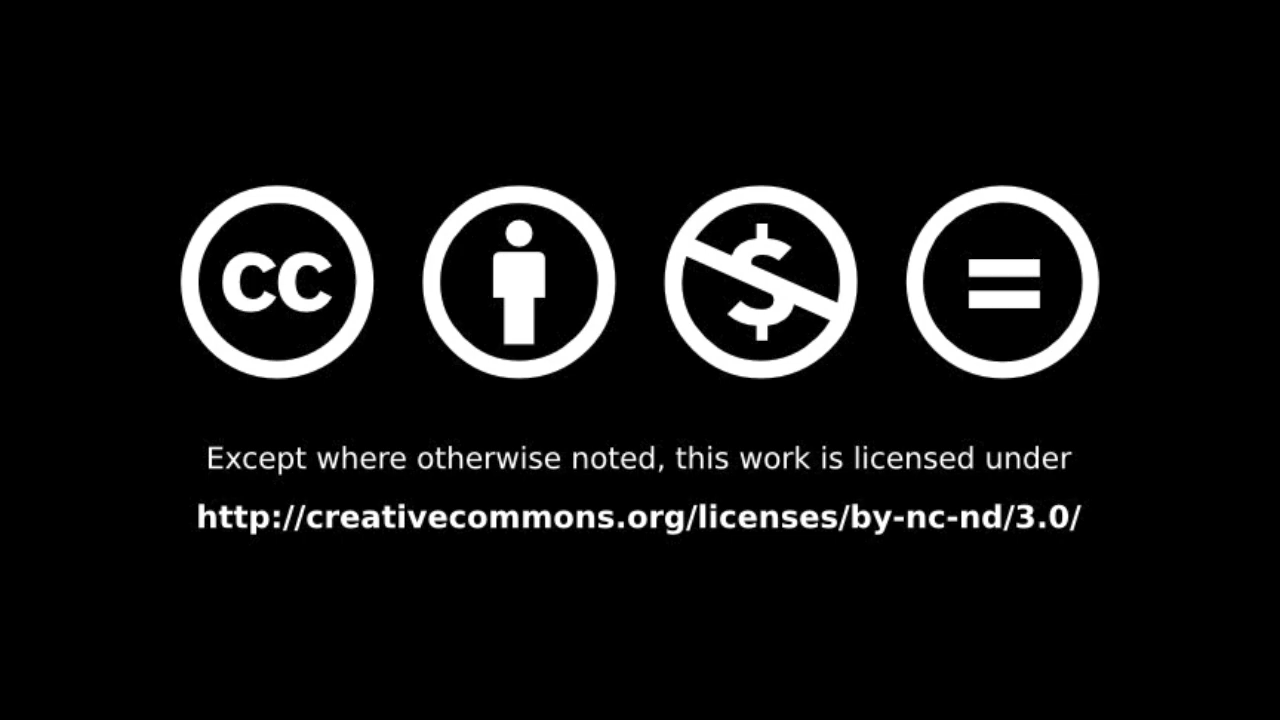 cc
$
=
Except where otherwise noted, this work is licensed under
http://creativecommons.org/licenses/by-nc-nd/3.0/